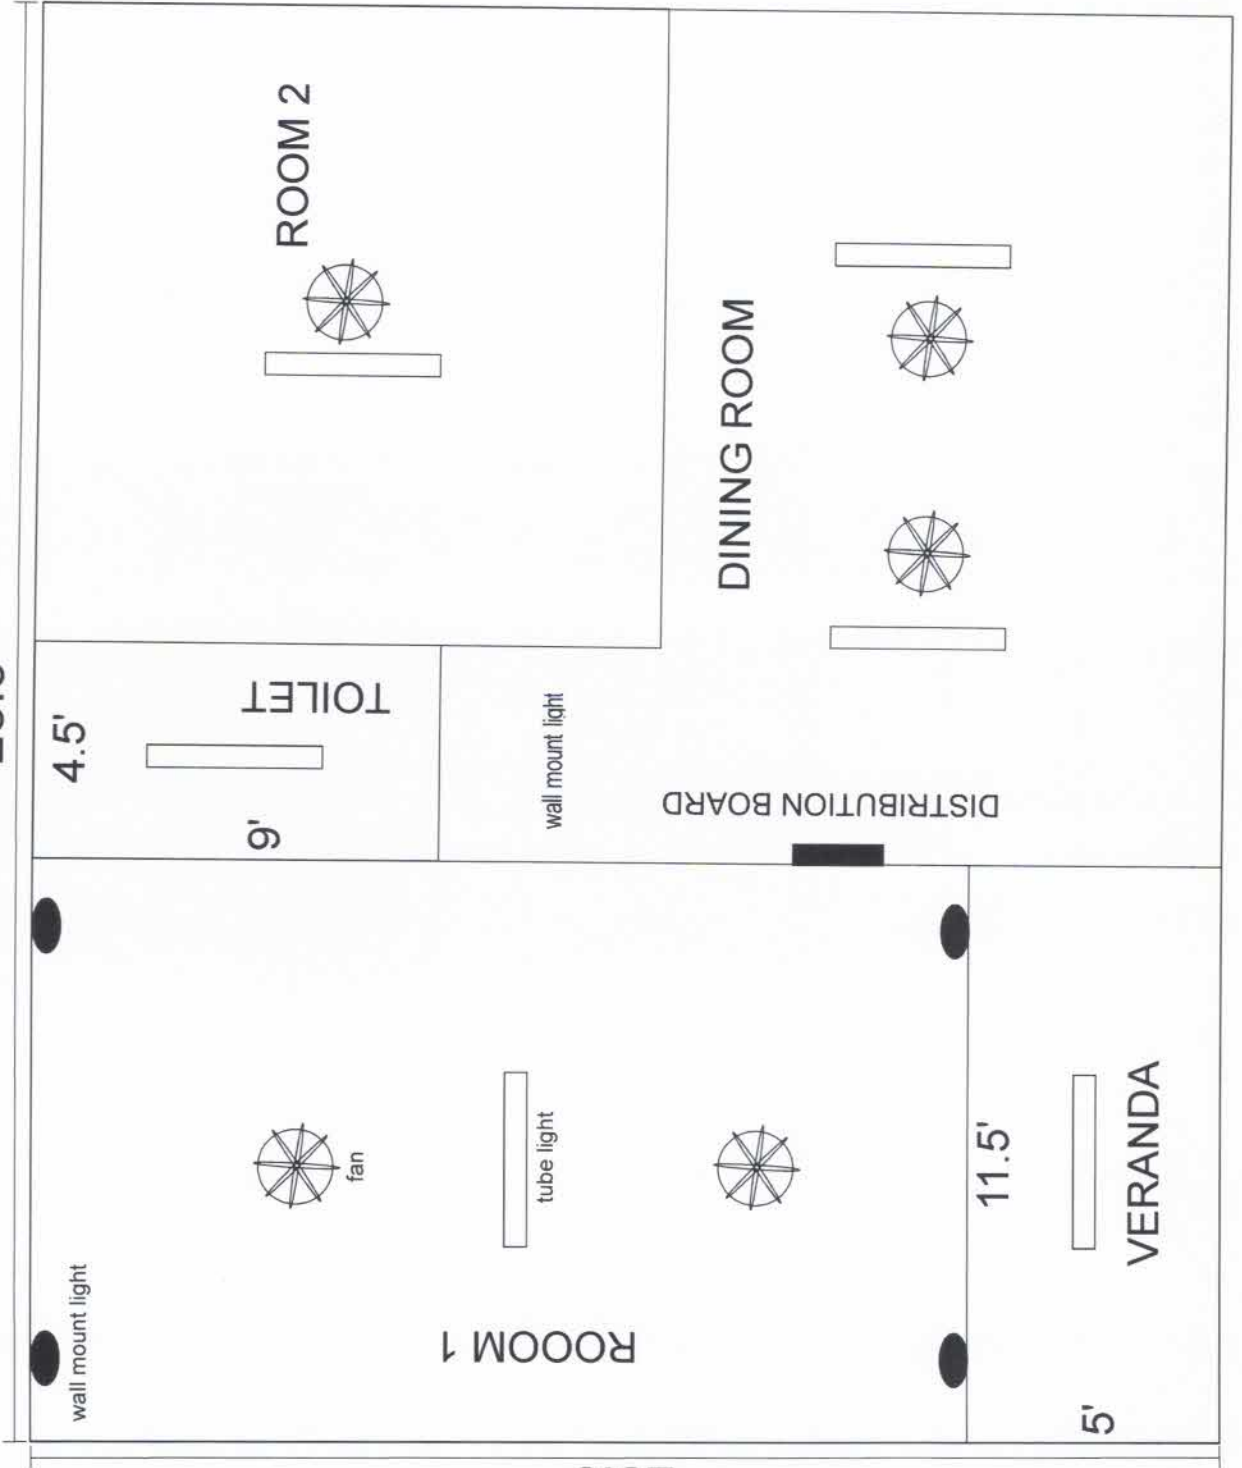 ROOM 2
DINING ROOM
TOILET
4.5'
9'
wall mount light
DISTRIBUTION BOARD
fan
tube light
wall mount light
ROOOM 1
11.5'
VERANDA
5'